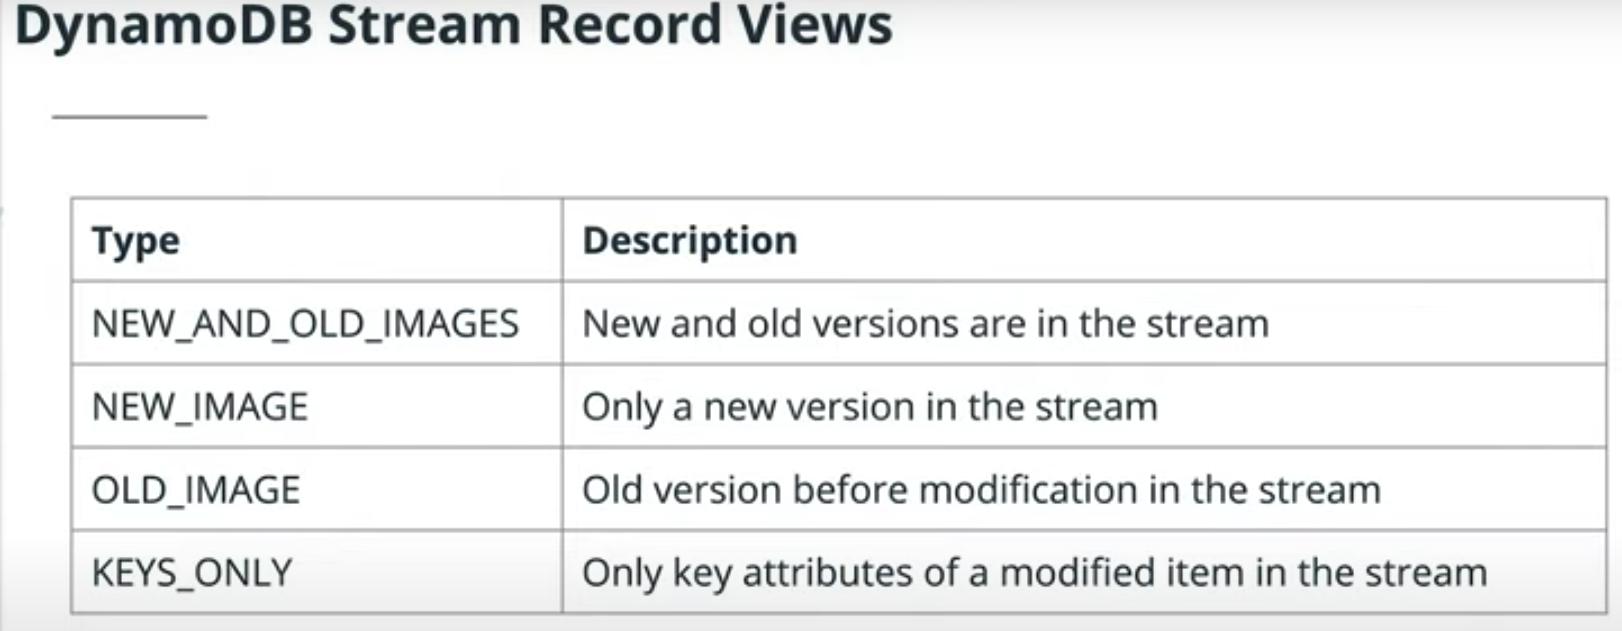 DynamoDB Stream Record Views
Type Description
NEW_AND_OLD_IMAGES New and old versions are in the stream
NEW_IMAGE Only a new version in the stream
OLD_IMAGE Old version before modification in the stream
KEYS_ONLY Only key attributes of a modified item in the stream